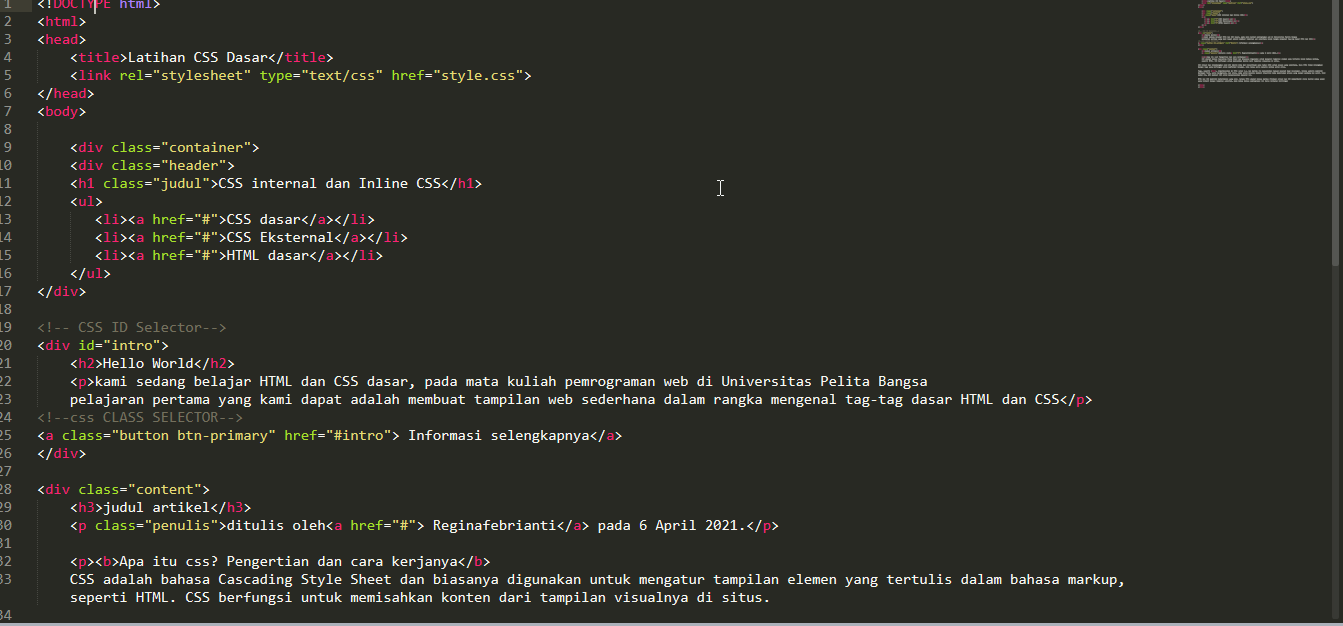 1 <!DOCTYPE html>
2 <html>
3 <head>
4 <title>Latihan CSS Dasar</title>
5 <link rel="stylesheet" type="text/css" href="style.css">
6 </head>
7 <body>
8
9 <div class="container">
10 <div class="header">
11 <h1 class="judul">CSS internal dan Inline CSS</h1>
12 <ul>
13 <li><a href="#">CSS dasar</a></li>
14 <li><a href="#">CSS Eksternal</a></li>
15 <li><a href="#">HTML dasar</a></li>
16 </ul>
17 </div>
18
19 <!-- CSS ID Selector-->
20 <div id="intro">
21 <h2>Hello World</h2>
22 <p>kami sedang belajar HTML dan CSS dasar, pada mata kuliah pemrograman web di Universitas Pelita Bangsa
23 pelajaran pertama yang kami dapat adalah membuat tampilan web sederhana dalam rangka mengenal tag-tag dasar HTML dan CSS</p>
24 <!--css CLASS SELECTOR-->
25 <a class="button btn-primary" href="#intro"> Informasi selengkapnya</a>
26 </div>
27
28 <div class="content">
29 <h3>judul artikel</h3>
30 <p class="penulis">ditulis oleh<a href="#"> Reginafebrianti</a> pada 6 April 2021.</p>
31
32 <p><b>Apa itu css? Pengertian dan cara kerjanya</b>
33 CSS adalah bahasa Cascading Style Sheet dan biasanya digunakan untuk mengatur tampilan elemen yang tertulis dalam bahasa markup,
seperti HTML. CSS berfungsi untuk memisahkan konten dari tampilan visualnya di situs.
34